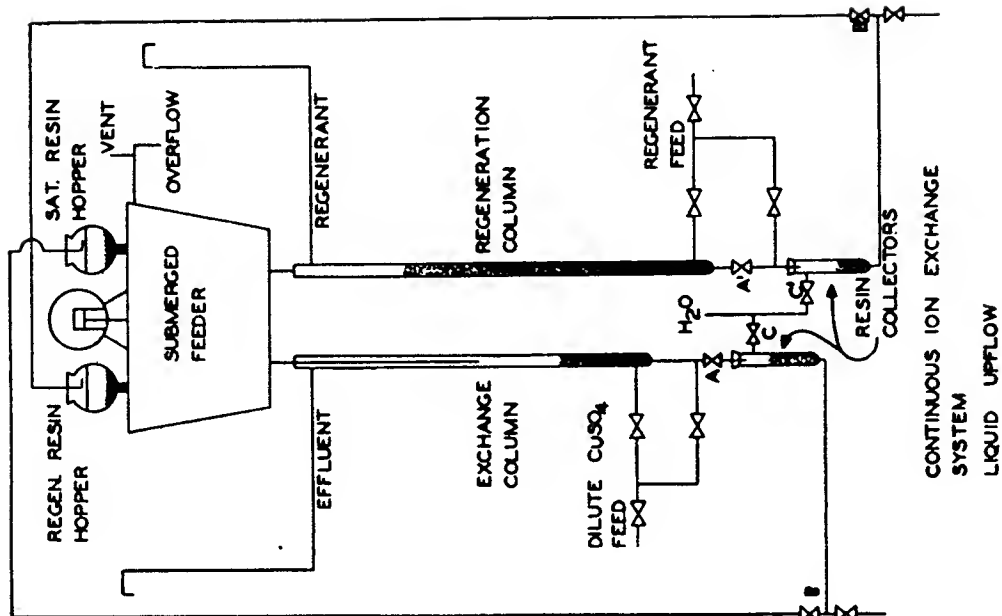 REGEN. RESIN
HOPPER
SAT. RESIN
HOPPER
VENT
OVERFLOW
SUBMERGED
FEEDER
EFFLUENT
REGENERANT
EXCHANGE
COLUMN
REGENERATION
COLUMN
DILUTE CuSO4
FEED
REGENERANT
FEED
H2O
A
A'
C
C'
RESIN
COLLECTORS
B
CONTINUOUS ION EXCHANGE
SYSTEM
LIQUID UPFLOW